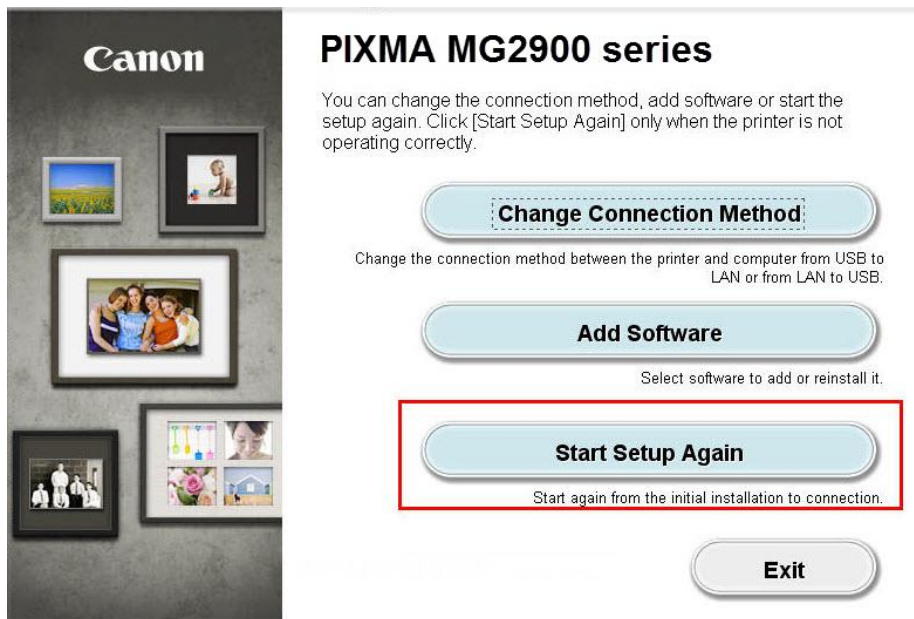 Canon
PIXMA MG2900 series
You can change the connection method, add software or start the
setup again. Click [Start Setup Again] only when the printer is not
operating correctly.
Change Connection Method
Change the connection method between the printer and computer from USB to
LAN or from LAN to USB.
Add Software
Select software to add or reinstall it.
Start Setup Again
Start again from the initial installation to connection.
Exit